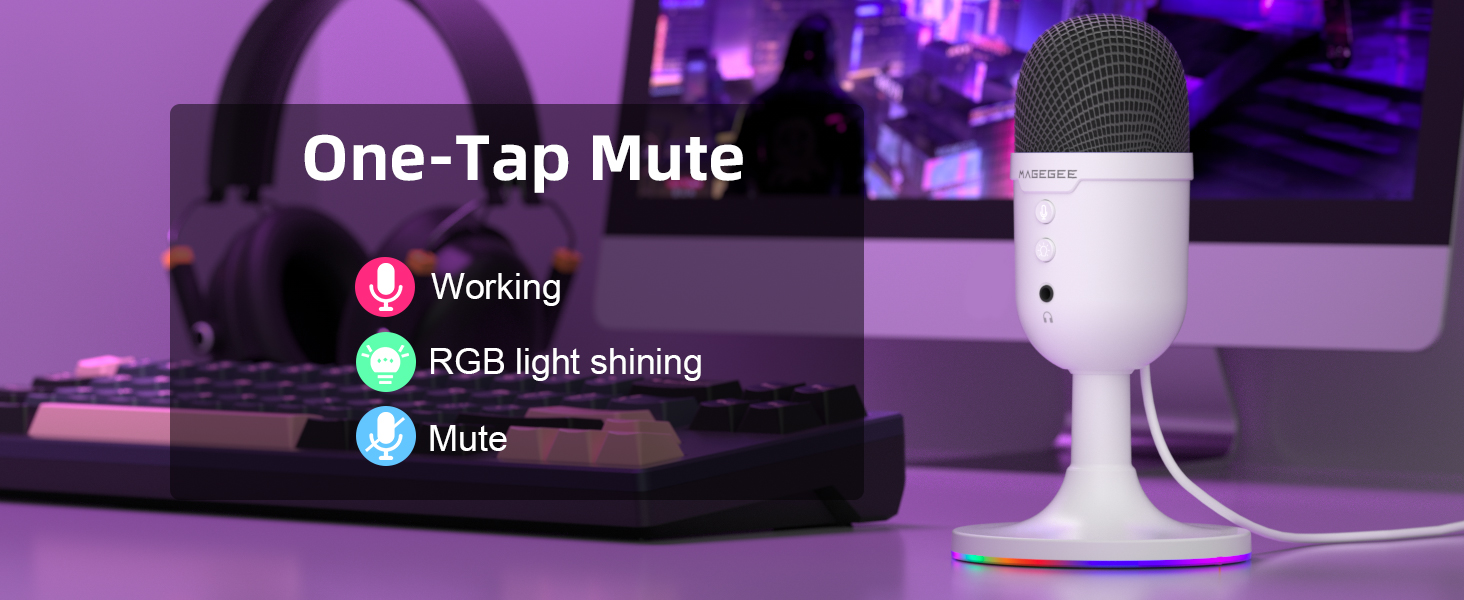 One-Tap Mute
Working
RGB light shining
Mute
MAGEGEE